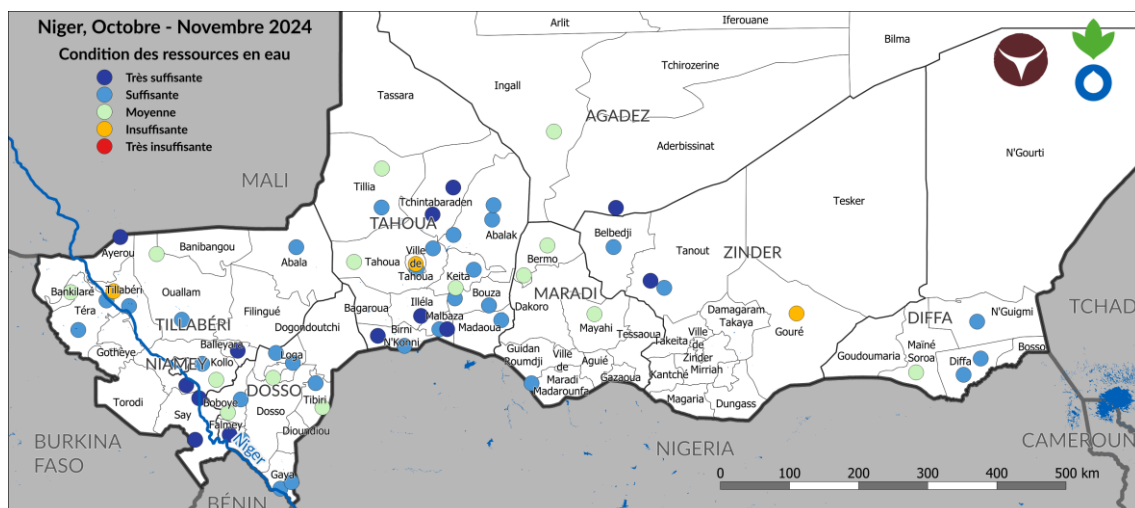 Niger, Octobre - Novembre 2024
Condition des ressources en eau
Très suffisante
Suffisante
Moyenne
Insuffisante
Très insuffisante
Arlit
Iferouane
Bilma
Tchirozerine
Ingall
Tassara
AGADEZ
Aderbissinat
N'Gourti
MALI
Tillia
Tchintabaraden
TAHOUA
Tesker
Abalak
Belbedji
Tanout
ZINDER
Ayerou
Banibangou
Abala
Ville
de
Tahoua
Tahoua
Keita
Bermo
Bankilaré
Tillabéri
Ouallam
Téra
Filingué
Bagaroua
Illéla
Bouza
Dakoro
MARADI
TCHAD
Malbaza
Damagaram
Takaya
Gouré
DIFFA
N'Guigmi
TILLABÉRI
Dogondoutchi
Birni
N'Konni
Madaoua
Mayahi
Tessaoua
Takeita
Ville
de
Zinder
Mirriah
Goudoumaria
Maïné
Soroa
Diffa
Bosso
Gothèye
Balleyara
NIAMEY
Kollo
Loga
Guidan
Roumdji
Ville
de
Maradi
Madarounfa
Aguié
Gazaoua
Kantché
Magaria
Dungass
Torodi
Say
Boboye
DOSSO
Dosso
Tibiri
Falmey
Dioundiou
Niger
Gaya
BURKINA
FASO
BÉNIN
NIGERIA
CAMEROUN
0 100 200 300 400 500 km